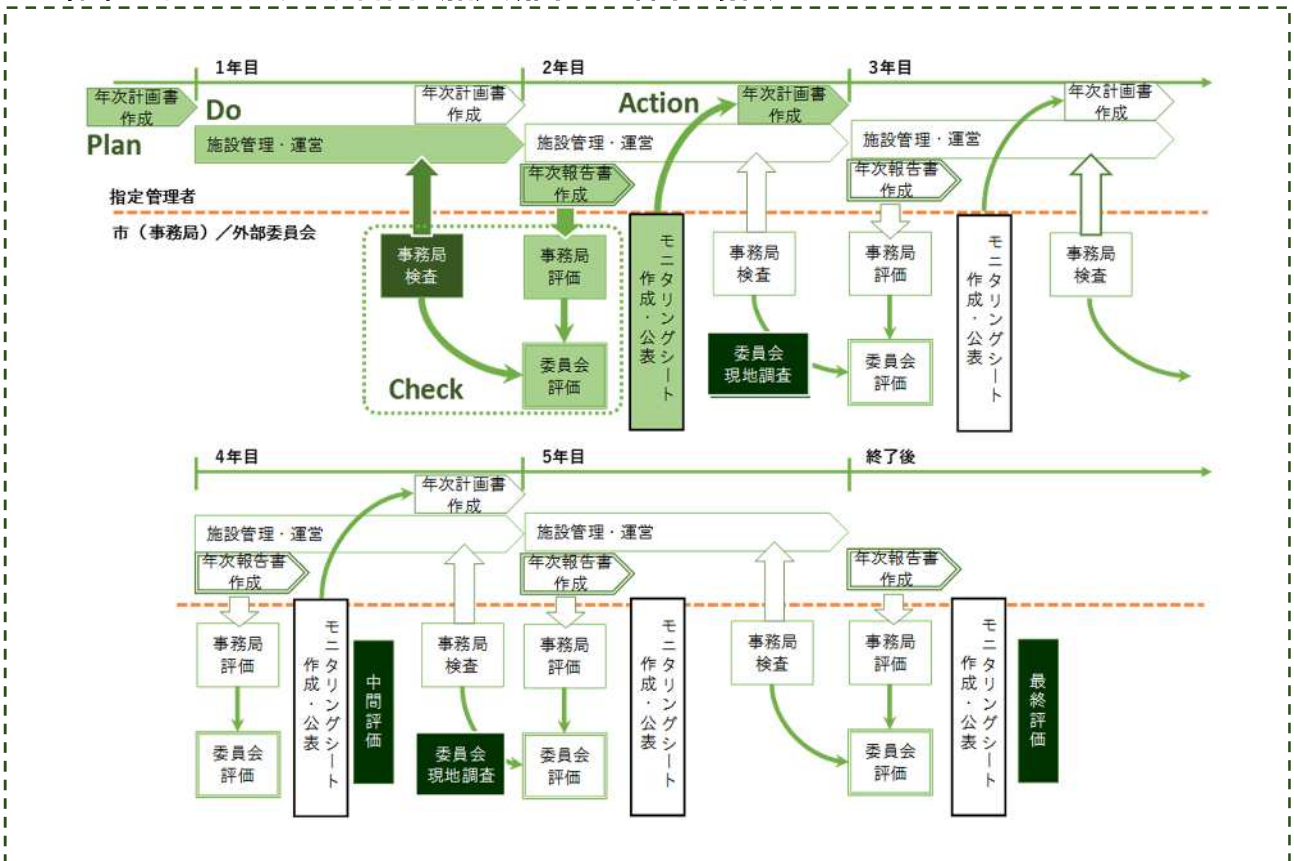 1年目
2年目
3年目
年次計画書
作成
Plan
Do
年次計画書
作成
Action
年次計画書
作成
年次計画書
作成
施設管理・運営
施設管理・運営
施設管理・運営
年次報告書
作成
年次報告書
作成
指定管理者
市（事務局）／外部委員会
事務局
検査
事務局
評価
委員会
評価
Check
モニタリングシート
作成・公表
事務局
検査
委員会
現地調査
事務局
評価
委員会
評価
モニタリングシート
作成・公表
事務局
検査
4年目
5年目
終了後
年次計画書
作成
施設管理・運営
施設管理・運営
年次報告書
作成
年次報告書
作成
年次報告書
作成
事務局
評価
委員会
評価
モニタリングシート
作成・公表
中間評価
事務局
検査
委員会
現地調査
事務局
評価
委員会
評価
モニタリングシート
作成・公表
事務局
検査
事務局
評価
委員会
評価
モニタリングシート
作成・公表
最終評価